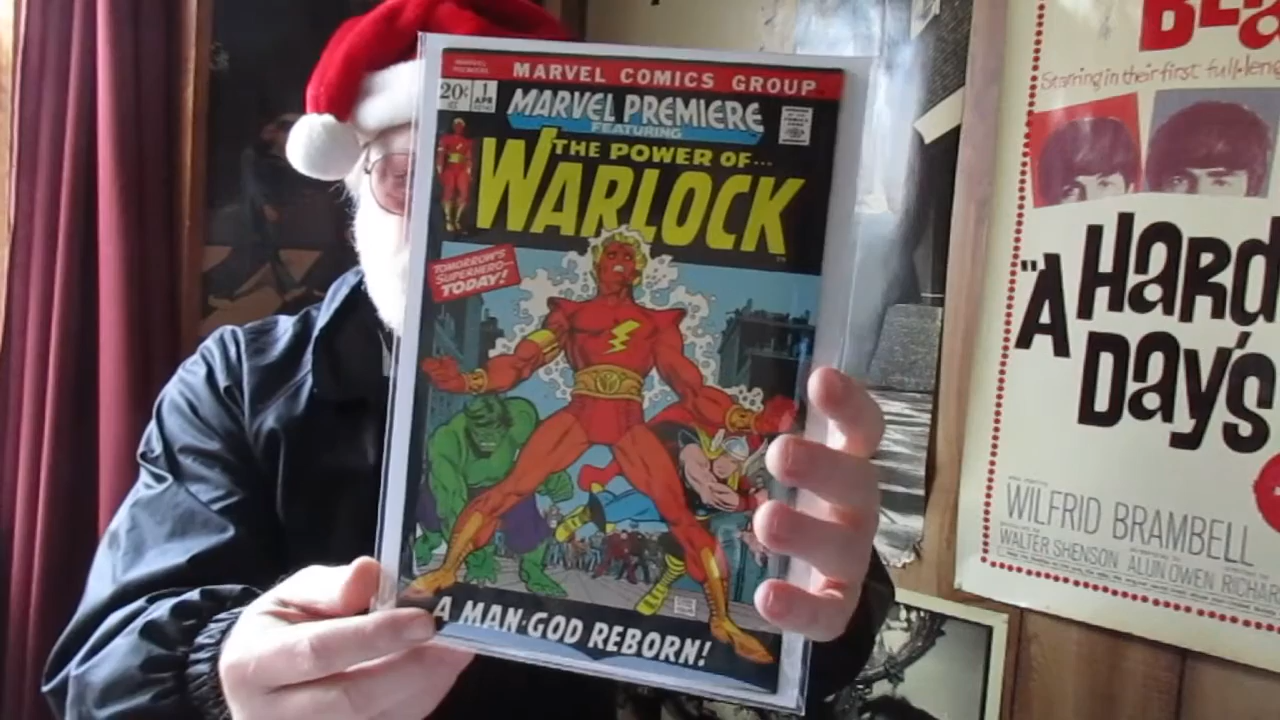 MARVEL COMICS GROUP
20¢
1
APR
MARVEL PREMIERE
FEATURING
THE POWER OF...
WARLOCK
TOMORROW'S
SUPERHERO—
TODAY!
A MAN-GOD REBORN!
Starring in their first full-leng
"A HARD
DAY'S
WILFRID BRAMBELL
WALTER SHENSON ALUN OWEN RICHAR